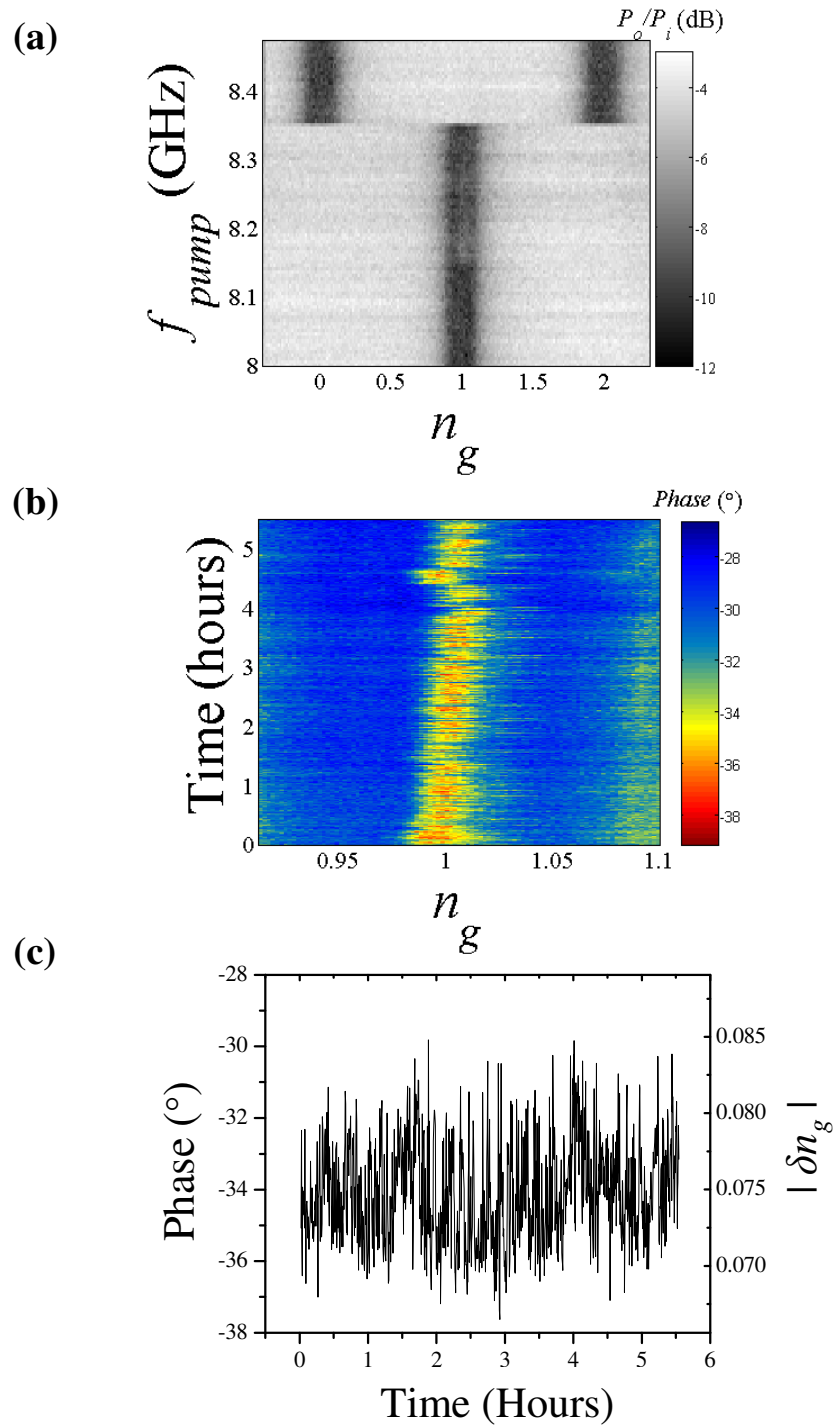 (a)
P_o/P_i (dB)
f_pump (GHz)
8.4
8.3
8.2
8.1
8
-4
-6
-8
-10
-12
0 0.5 1 1.5 2
n_g
(b)
Phase (°)
Time (hours)
5
4
3
2
1
0
-28
-30
-32
-34
-36
-38
0.95 1 1.05 1.1
n_g
(c)
Phase (°)
-28
-30
-32
-34
-36
-38
0.085
0.080
0.075
0.070
| δn_g |
0 1 2 3 4 5 6
Time (Hours)